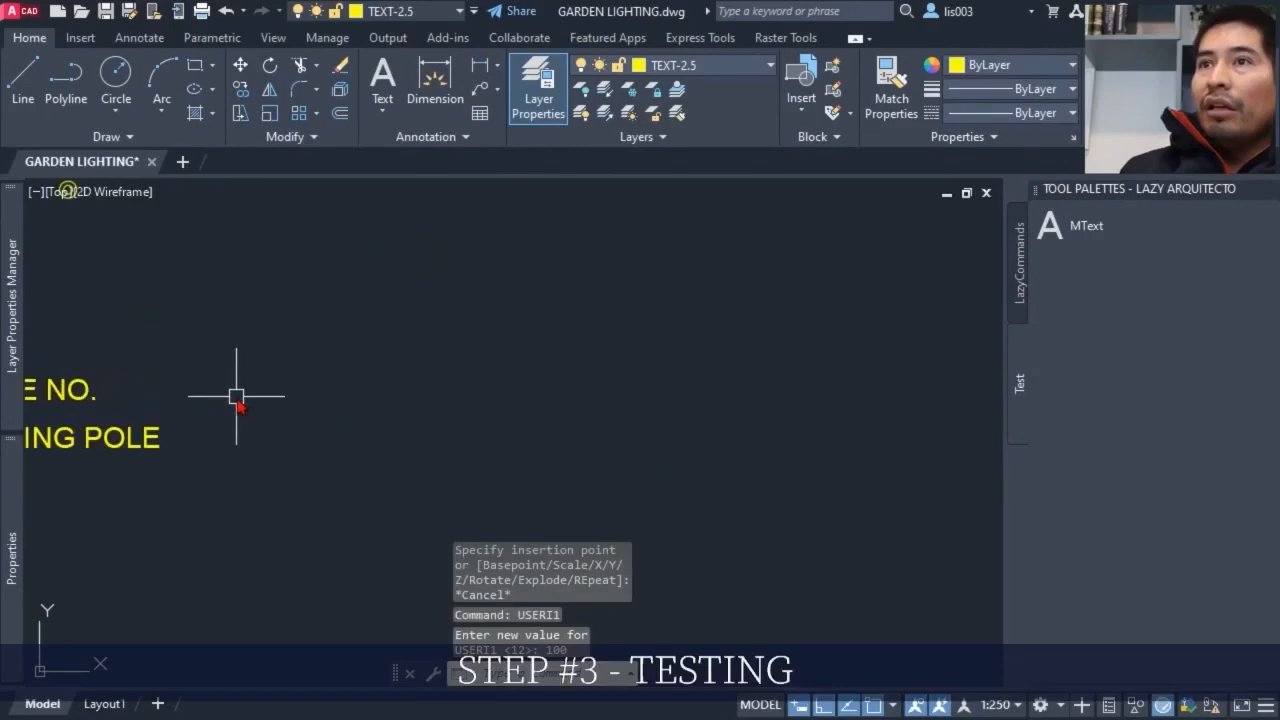 A CAD TEXT-2.5 Share GARDEN LIGHTING.dwg Type a keyword or phrase lis003
Home Insert Annotate Parametric View Manage Output Add-ins Collaborate Featured Apps Express Tools Raster Tools
TEXT-2.5
ByLayer
ByLayer
ByLayer
Line Polyline Circle Arc Text Dimension Layer Properties Insert Match Properties
Draw Modify Annotation Layers Block Properties
GARDEN LIGHTING*
[−][Top][2D Wireframe]
TOOL PALETTES - LAZY ARQUITECTO
A MText
LazyCommands
Test
Layer Properties Manager
Properties
E NO.
ING POLE
Specify insertion point
or [Basepoint/Scale/X/Y/
Z/Rotate/Explode/REpeat]:
*Cancel*
Command: USERI1
Enter new value for
USERI1 <12>: 100
STEP #3 - TESTING
Y
X
Model Layout1 MODEL 1:250